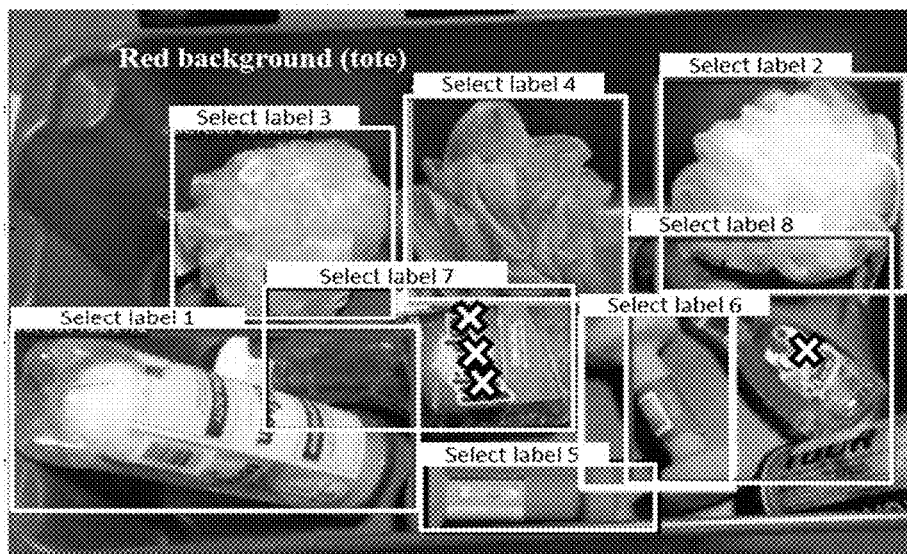 Red background (tote)
Select label 2
Select label 4
Select label 3
Select label 8
Select label 7
Select label 6
Select label 1
Select label 5